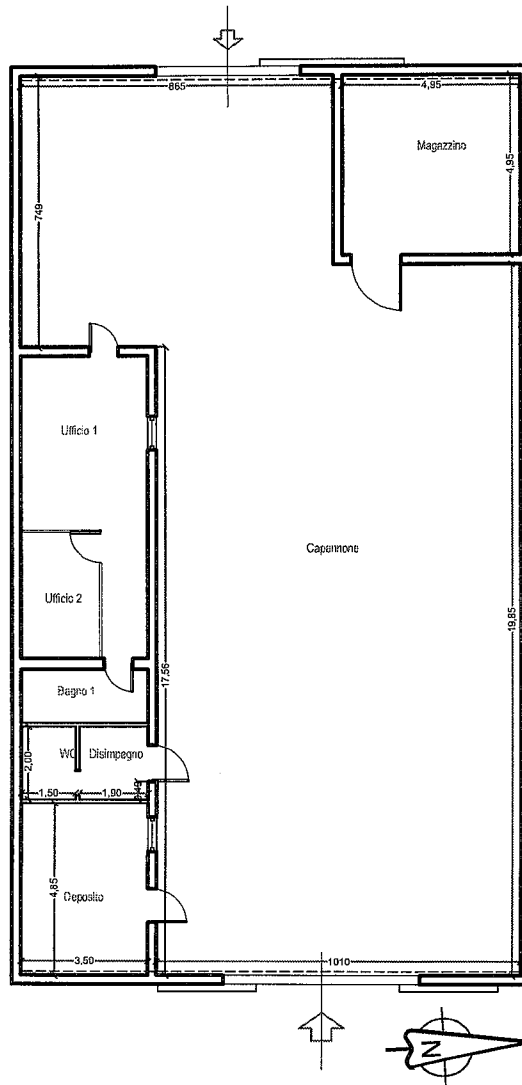 865
4,95
Magazzino
4,95
749
Ufficio 1
Capannone
Ufficio 2
19,85
17,56
Bagno 1
WC
Disimpegno
2,00
1,50
1,90
4,85
Deposito
3,50
1010
N